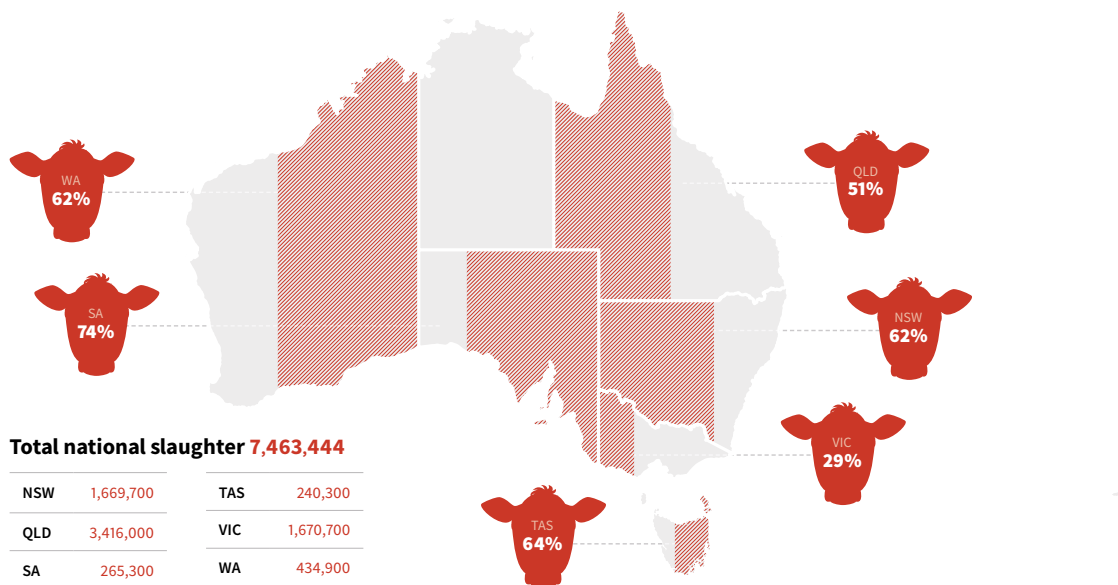 WA
62%
QLD
51%
SA
74%
NSW
62%
VIC
29%
TAS
64%
Total national slaughter 7,463,444
NSW 1,669,700
QLD 3,416,000
SA 265,300
TAS 240,300
VIC 1,670,700
WA 434,900